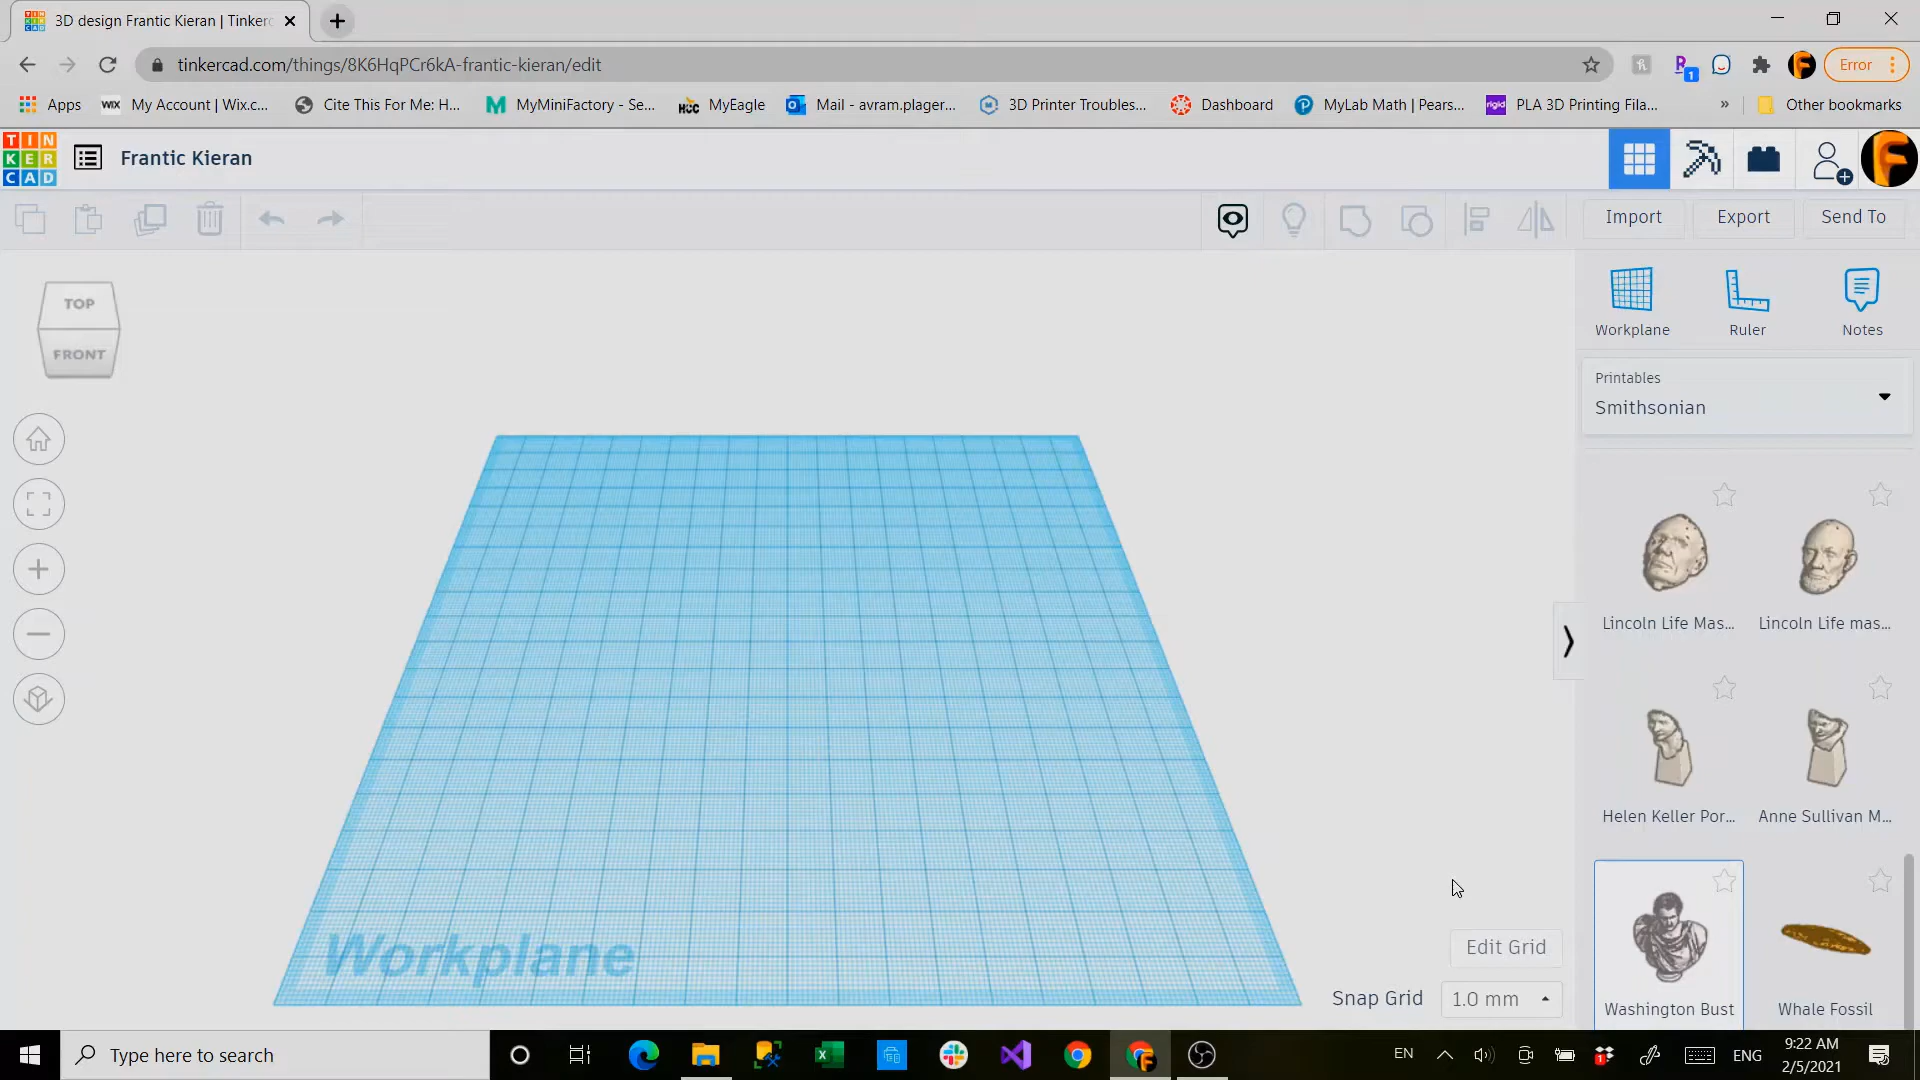 3D design Frantic Kieran | Tinkerc
tinkercad.com/things/8K6HqPCr6kA-frantic-kieran/edit
Error
Apps
WIX
My Account | Wix.c...
Cite This For Me: H...
MyMiniFactory - Se...
HCC
MyEagle
Mail - avram.plager...
3D Printer Troubles...
Dashboard
MyLab Math | Pears...
rigid
PLA 3D Printing Fila...
»
Other bookmarks
TIN
KER
CAD
Frantic Kieran
Import
Export
Send To
TOP
FRONT
Workplane
Ruler
Notes
Printables
Smithsonian
Lincoln Life Mas...
Lincoln Life mas...
Helen Keller Por...
Anne Sullivan M...
Washington Bust
Whale Fossil
Workplane
Edit Grid
Snap Grid
1.0 mm
Type here to search
EN
ENG
9:22 AM
2/5/2021